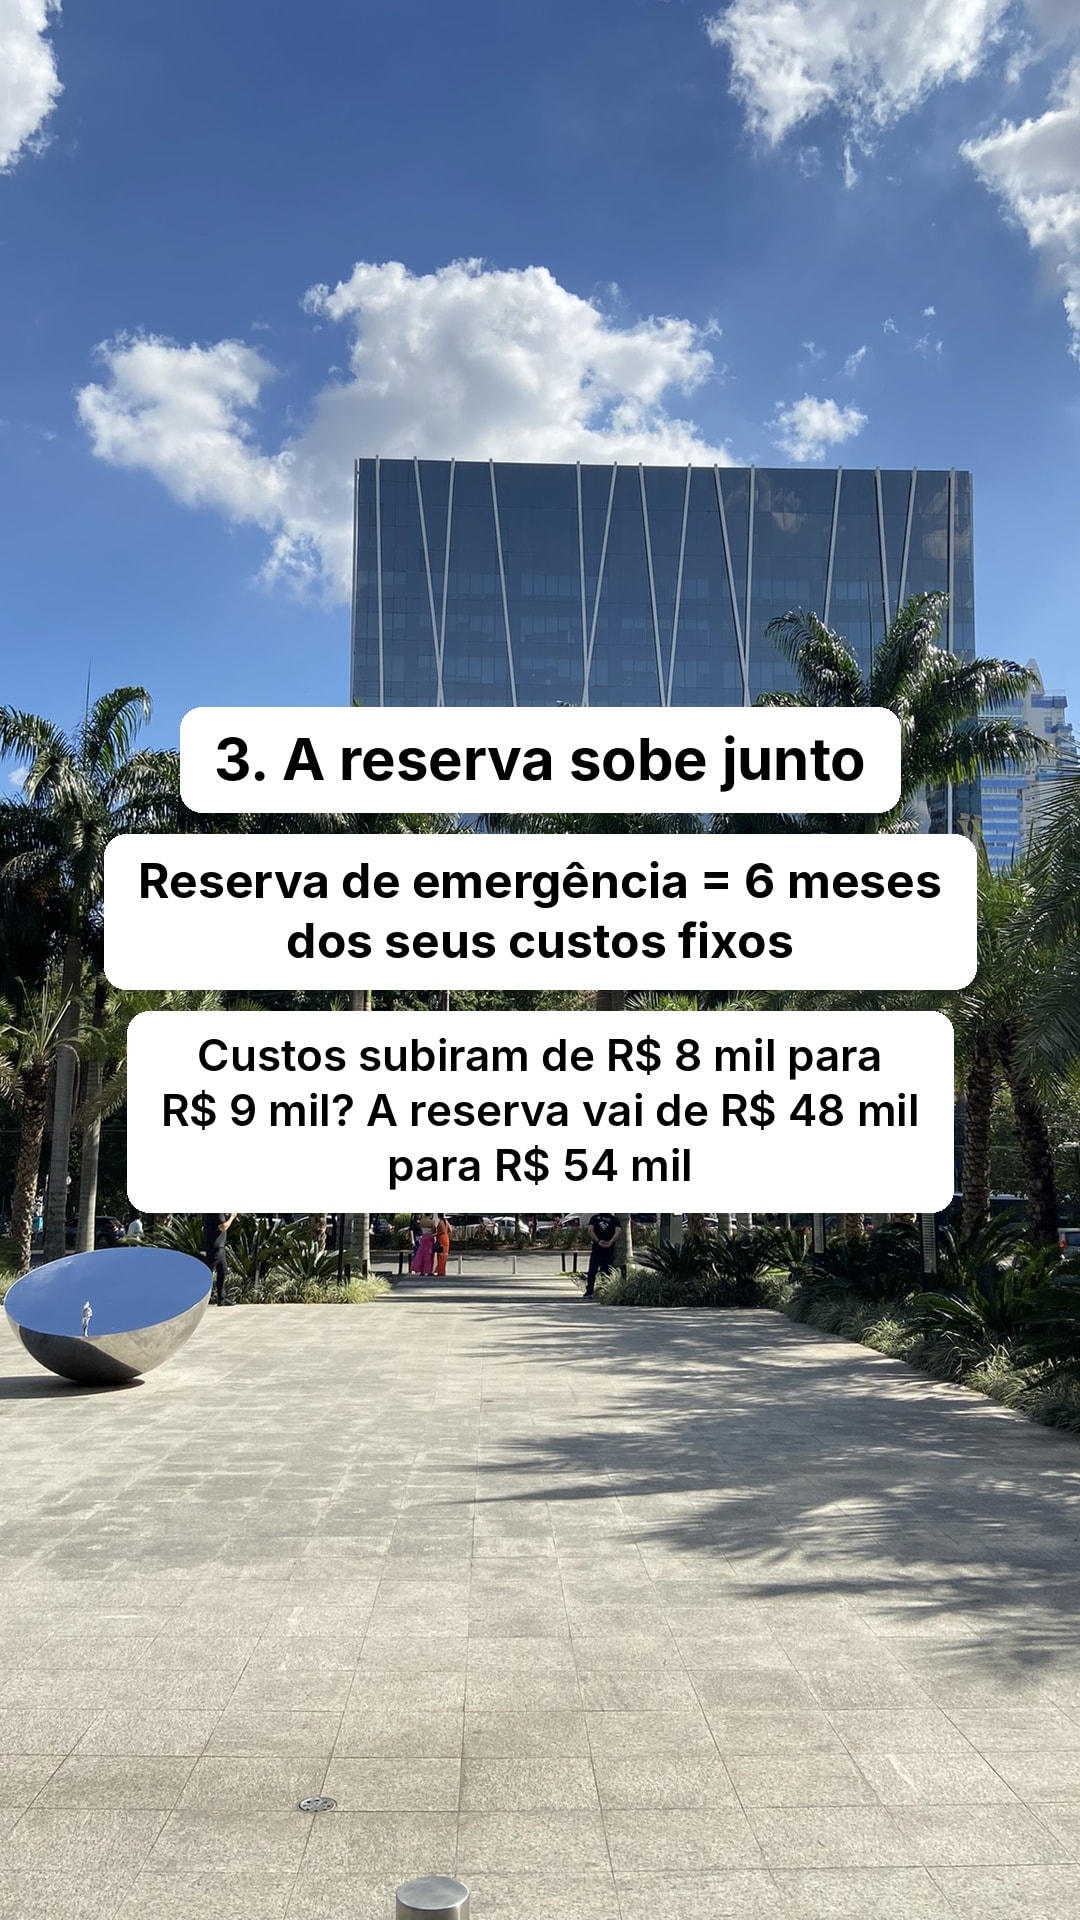 3. A reserva sobe junto
Reserva de emergência = 6 meses
dos seus custos fixos
Custos subiram de R$ 8 mil para
R$ 9 mil? A reserva vai de R$ 48 mil
para R$ 54 mil